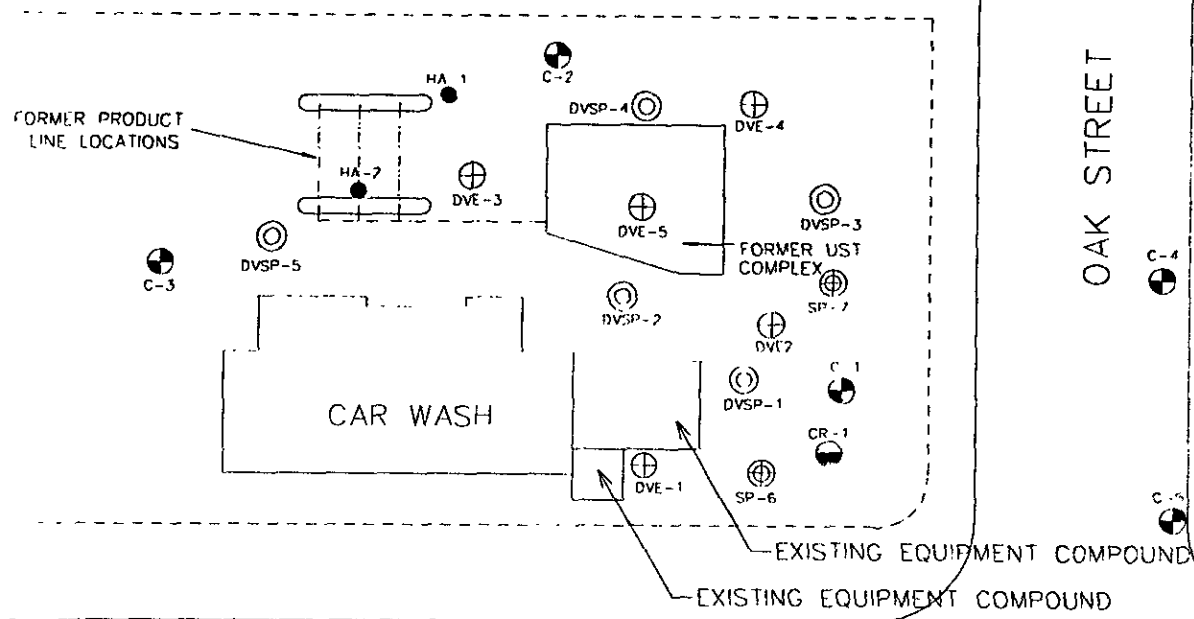 C-2
HA-1
DVSP-4
DVE-4
FORMER PRODUCT
LINE LOCATIONS
HA-2
DVE-3
DVE-5
DVSP-3
OAK STREET
FORMER UST
COMPLEX
DVSP-5
C-3
C-4
SP-7
DVSP-2
DVE2
DVSP-1
CAR WASH
CR-1
DVE-1
SP-6
EXISTING EQUIPMENT COMPOUND
EXISTING EQUIPMENT COMPOUND